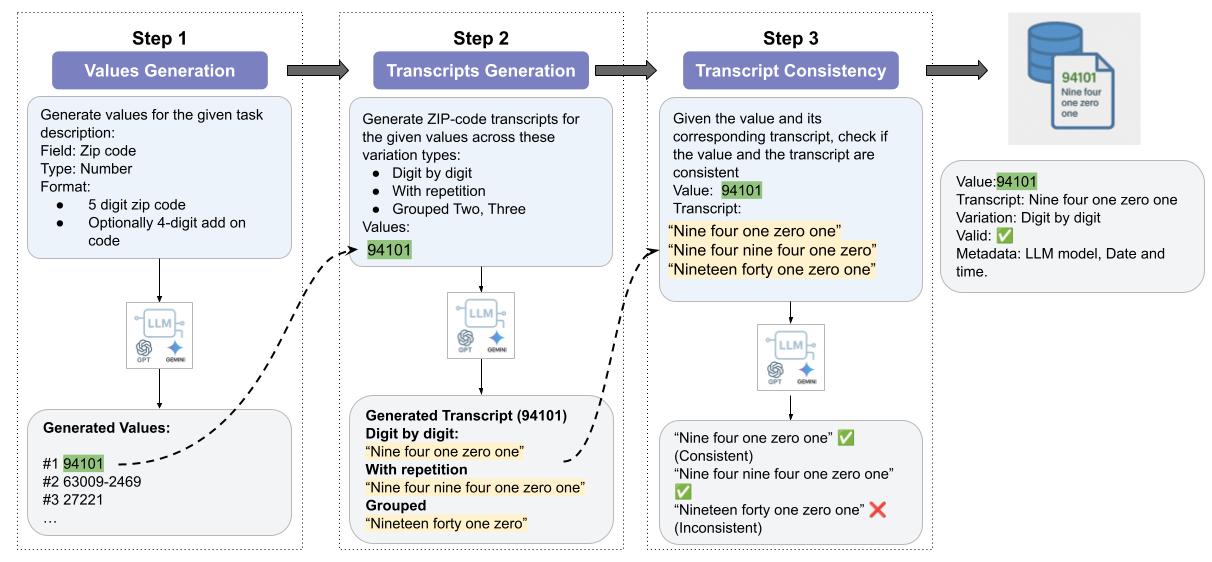 Step 1
Values Generation
Generate values for the given task
description:
Field: Zip code
Type: Number
Format:
● 5 digit zip code
● Optionally 4-digit add on
code
LLM
GPT
GEMINI
Generated Values:
#1 94101
#2 63009-2469
#3 27221
…
Step 2
Transcripts Generation
Generate ZIP-code transcripts for
the given values across these
variation types:
● Digit by digit
● With repetition
● Grouped Two, Three
Values:
94101
LLM
GPT
GEMINI
Generated Transcript (94101)
Digit by digit:
“Nine four one zero one”
With repetition
“Nine four nine four one zero one”
Grouped
“Nineteen forty one zero”
Step 3
Transcript Consistency
Given the value and its
corresponding transcript, check if
the value and the transcript are
consistent
Value: 94101
Transcript:
“Nine four one zero one”
“Nine four nine four one zero”
“Nineteen forty one zero one”
LLM
GPT
GEMINI
“Nine four one zero one” ✅
(Consistent)
“Nine four nine four one zero one”
✅
“Nineteen forty one zero one” ❌
(Inconsistent)
94101
Nine four
one zero
one
Value:94101
Transcript: Nine four one zero one
Variation: Digit by digit
Valid: ✅
Metadata: LLM model, Date and
time.